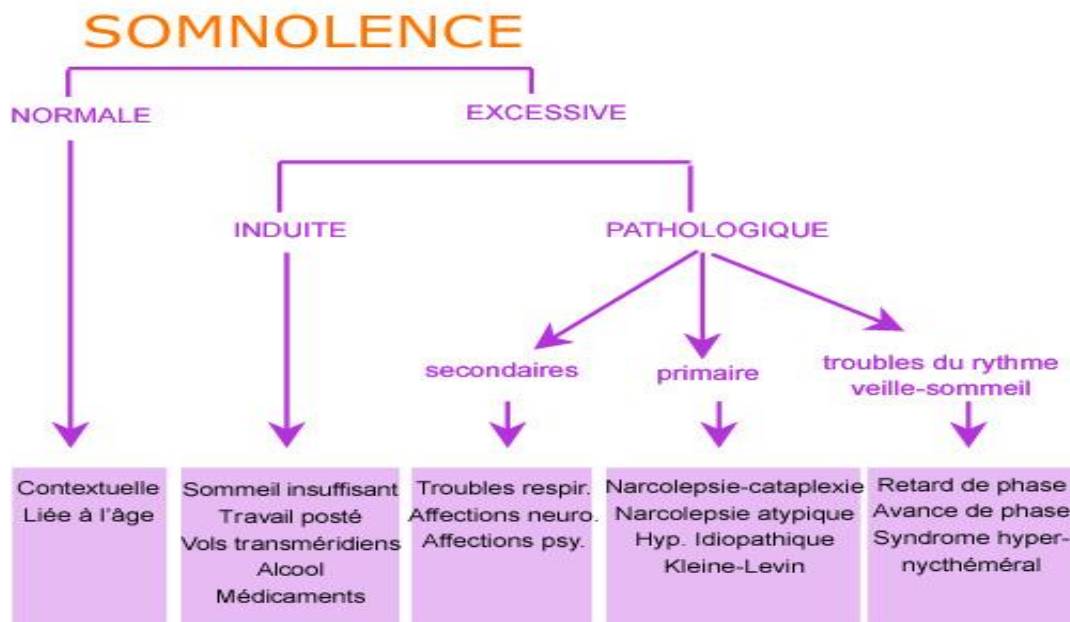 SOMNOLENCE
NORMALE
EXCESSIVE
INDUITE
PATHOLOGIQUE
secondaires
primaire
troubles du rythme
veille-sommeil
Contextuelle
Liée à l'âge
Sommeil insuffisant
Travail posté
Vols transméridiens
Alcool
Médicaments
Troubles respir.
Affections neuro.
Affections psy.
Narcolepsie-cataplexie
Narcolepsie atypique
Hyp. Idiopathique
Kleine-Levin
Retard de phase
Avance de phase
Syndrome hyper-
nycthéméral